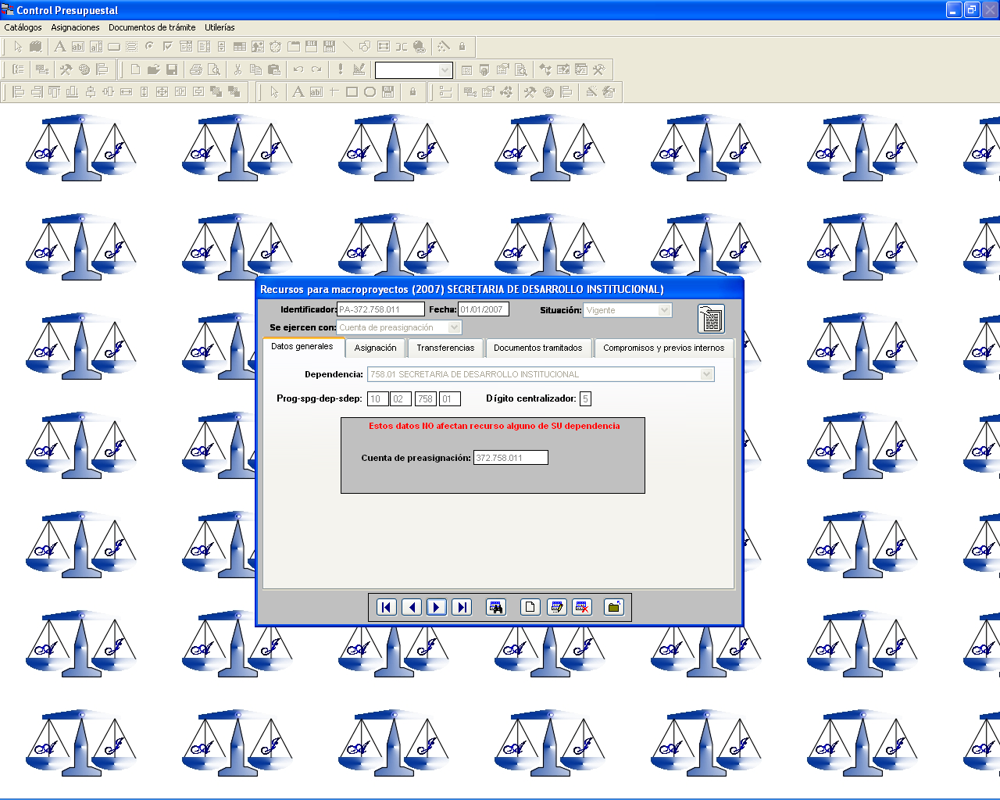 Control Presupuestal
Catálogos Asignaciones Documentos de trámite Utilerías
Recursos para macroproyectos (2007) SECRETARIA DE DESARROLLO INSTITUCIONAL)
Identificador: PA-372.758.011 Fecha: 01/01/2007 Situación: Vigente
Se ejercen con: Cuenta de preasignación
Datos generales Asignación Transferencias Documentos tramitados Compromisos y previos internos
Dependencia: 758.01 SECRETARIA DE DESARROLLO INSTITUCIONAL
Prog-spg-dep-sdep: 10 02 758 01 Dígito centralizador: 5
Estos datos NO afectan recurso alguno de SU dependencia
Cuenta de preasignación: 372.758.011